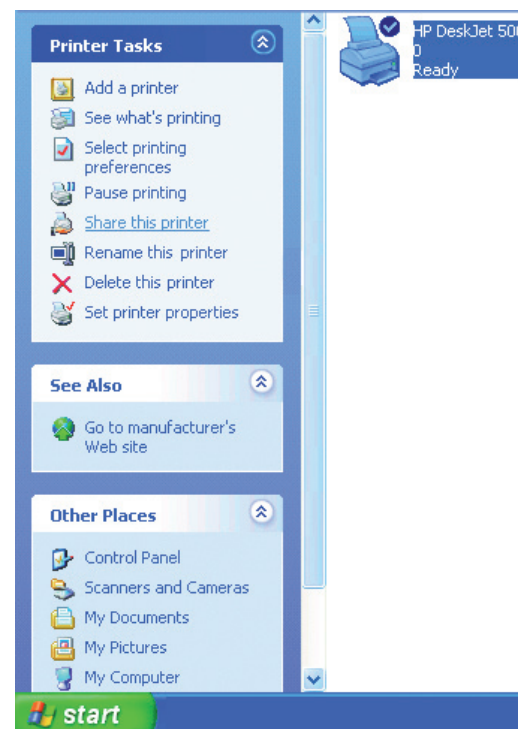 Printer Tasks
Add a printer
See what's printing
Select printing
preferences
Pause printing
Share this printer
Rename this printer
Delete this printer
Set printer properties
See Also
Go to manufacturer's
Web site
Other Places
Control Panel
Scanners and Cameras
My Documents
My Pictures
My Computer
HP DeskJet 500
0
Ready
start